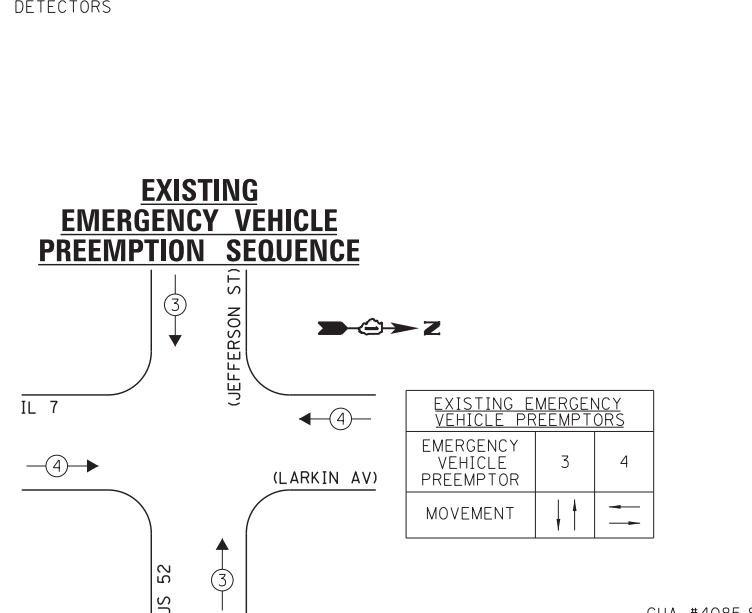 DETECTORS
EXISTING
EMERGENCY VEHICLE
PREEMPTION SEQUENCE
3
(JEFFERSON ST)
N
IL 7
4
4
(LARKIN AV)
US 52
3
EXISTING EMERGENCY
VEHICLE PREEMPTORS
EMERGENCY
VEHICLE
PREEMPTOR
3
4
MOVEMENT